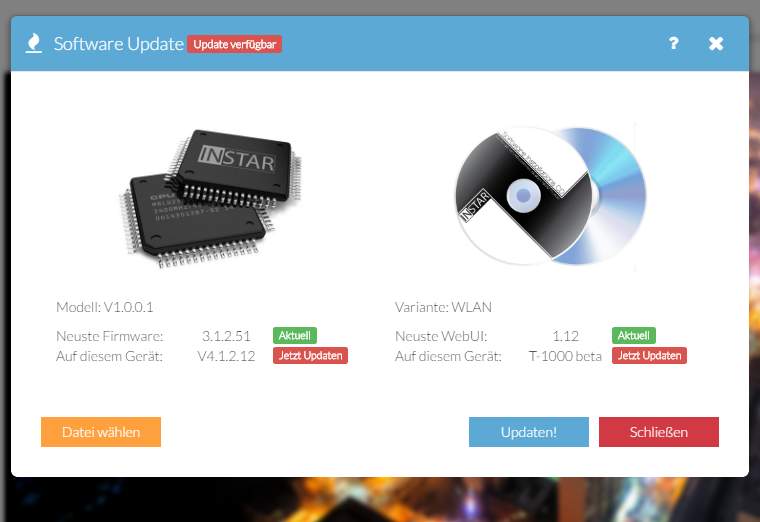 Software Update Update verfügbar ?
INSTAR
INSTAR
Modell: V1.0.0.1
Variante: WLAN
Neuste Firmware: 3.1.2.51 Aktuell
Auf diesem Gerät: V4.1.2.12 Jetzt Updaten
Neuste WebUI: 1.12 Aktuell
Auf diesem Gerät: T-1000 beta Jetzt Updaten
Datei wählen
Updaten!
Schließen